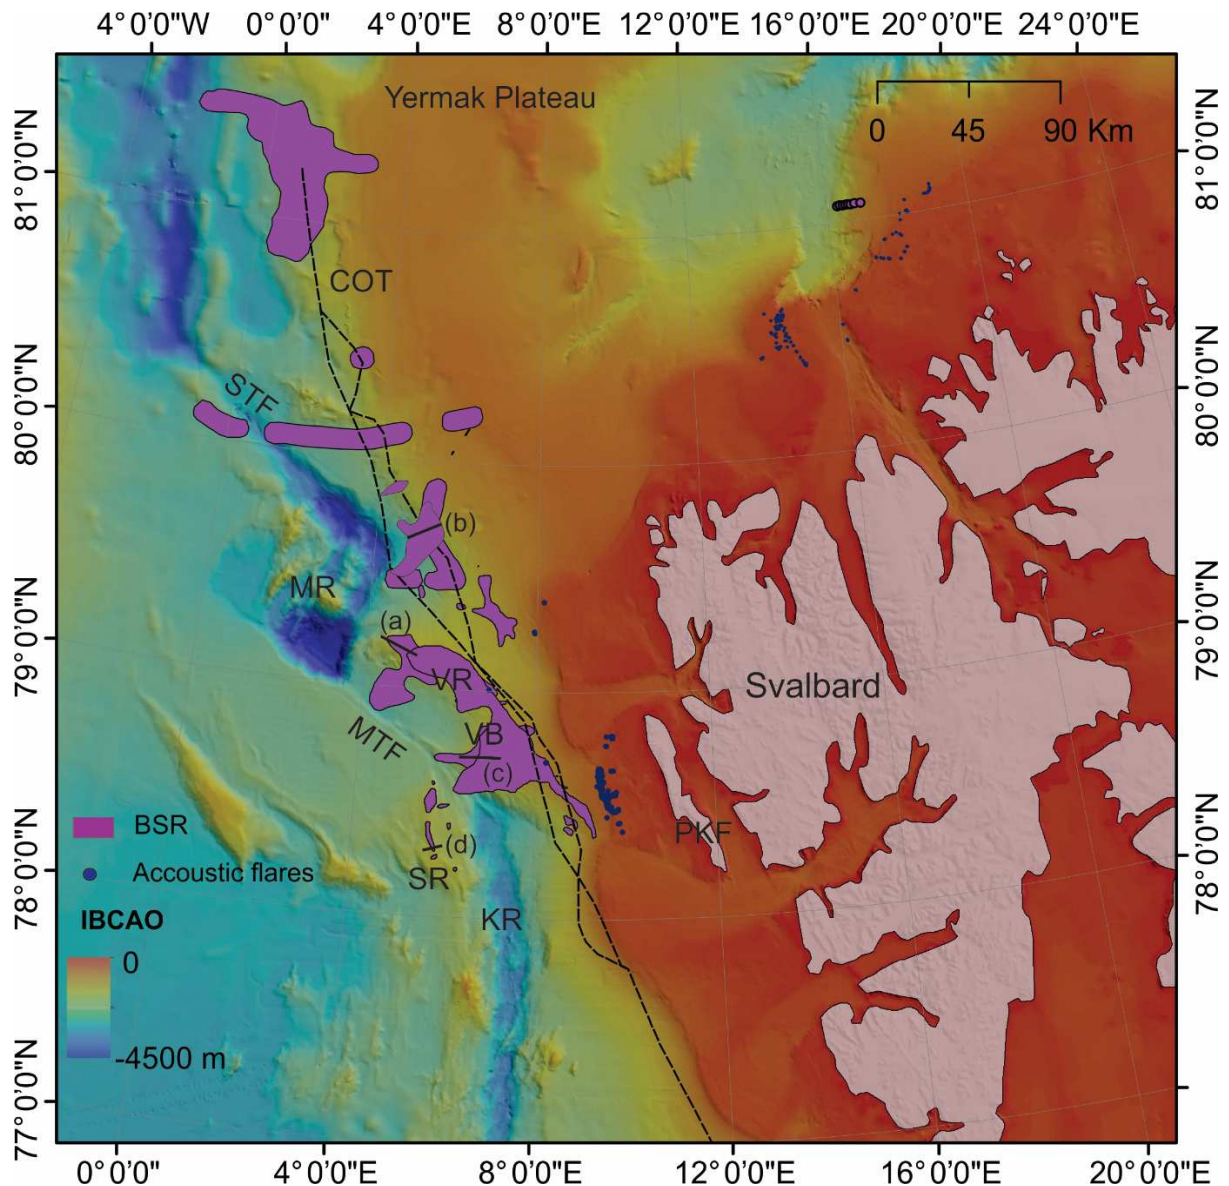 4°0'0"W 0°0'0" 4°0'0"E 8°0'0"E 12°0'0"E 16°0'0"E 20°0'0"E 24°0'0"E
Yermak Plateau
0 45 90 Km
81°0'0"N
81°0'0"N
COT
STF
80°0'0"N
80°0'0"N
(b)
MR
(a)
79°0'0"N
79°0'0"N
VR
Svalbard
MTF
VB
(c)
BSR
PKF
(d)
Accoustic flares
SR
78°0'0"N
78°0'0"N
IBCAO
KR
0
-4500 m
77°0'0"N
0°0'0" 4°0'0"E 8°0'0"E 12°0'0"E 16°0'0"E 20°0'0"E